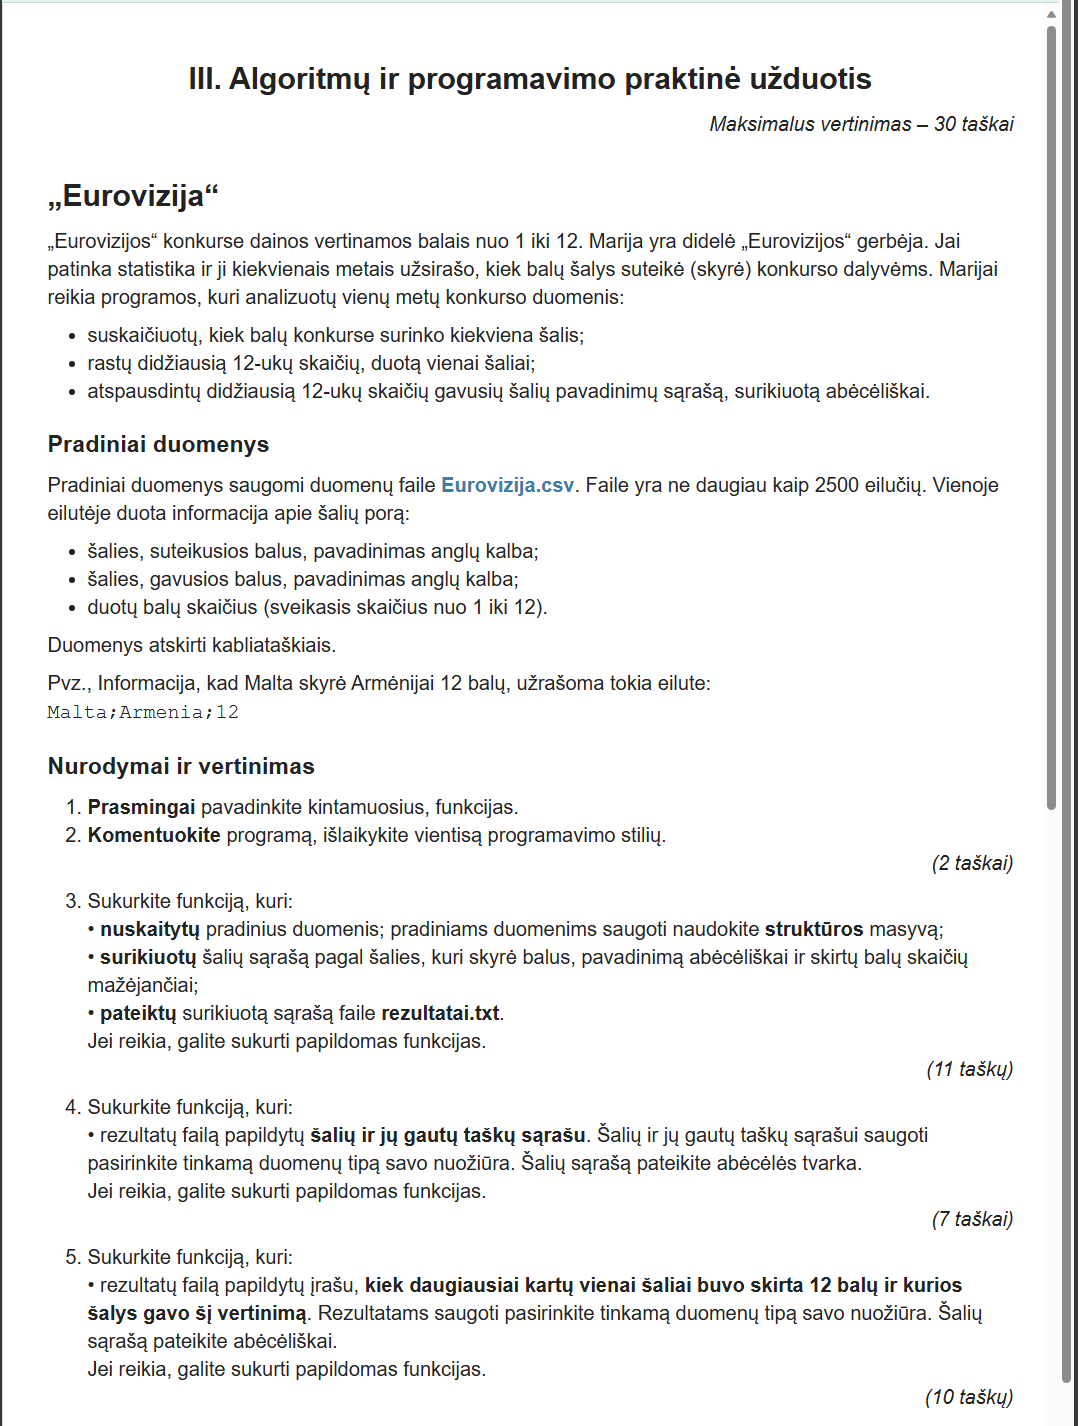 III. Algoritmų ir programavimo praktinė užduotis
Maksimalus vertinimas – 30 taškai
„Eurovizija“
„Eurovizijos“ konkurse dainos vertinamos balais nuo 1 iki 12. Marija yra didelė „Eurovizijos“ gerbėja. Jai
patinka statistika ir ji kiekvienais metais užsirašo, kiek balų šalys suteikė (skyrė) konkurso dalyvėms. Marijai
reikia programos, kuri analizuotų vienų metų konkurso duomenis:
• suskaičiuotų, kiek balų konkurse surinko kiekviena šalis;
• rastų didžiausią 12-ukų skaičių, duotą vienai šaliai;
• atspausdintų didžiausią 12-ukų skaičių gavusių šalių pavadinimų sąrašą, surikiuotą abėcėliškai.
Pradiniai duomenys
Pradiniai duomenys saugomi duomenų faile Eurovizija.csv. Faile yra ne daugiau kaip 2500 eilučių. Vienoje
eilutėje duota informacija apie šalių porą:
• šalies, suteikusios balus, pavadinimas anglų kalba;
• šalies, gavusios balus, pavadinimas anglų kalba;
• duotų balų skaičius (sveikasis skaičius nuo 1 iki 12).
Duomenys atskirti kabliataškiais.
Pvz., Informacija, kad Malta skyrė Armėnijai 12 balų, užrašoma tokia eilute:
Malta;Armenia;12
Nurodymai ir vertinimas
1. Prasmingai pavadinkite kintamuosius, funkcijas.
2. Komentuokite programą, išlaikykite vientisą programavimo stilių.
(2 taškai)
3. Sukurkite funkciją, kuri:
• nuskaitytų pradinius duomenis; pradiniams duomenims saugoti naudokite struktūros masyvą;
• surikiuotų šalių sąrašą pagal šalies, kuri skyrė balus, pavadinimą abėcėliškai ir skirtų balų skaičių
mažėjančiai;
• pateiktų surikiuotą sąrašą faile rezultatai.txt.
Jei reikia, galite sukurti papildomas funkcijas.
(11 taškų)
4. Sukurkite funkciją, kuri:
• rezultatų failą papildytų šalių ir jų gautų taškų sąrašu. Šalių ir jų gautų taškų sąrašui saugoti
pasirinkite tinkamą duomenų tipą savo nuožiūra. Šalių sąrašą pateikite abėcėlės tvarka.
Jei reikia, galite sukurti papildomas funkcijas.
(7 taškai)
5. Sukurkite funkciją, kuri:
• rezultatų failą papildytų įrašu, kiek daugiausiai kartų vienai šaliai buvo skirta 12 balų ir kurios
šalys gavo šį vertinimą. Rezultatams saugoti pasirinkite tinkamą duomenų tipą savo nuožiūra. Šalių
sąrašą pateikite abėcėliškai.
Jei reikia, galite sukurti papildomas funkcijas.
(10 taškų)